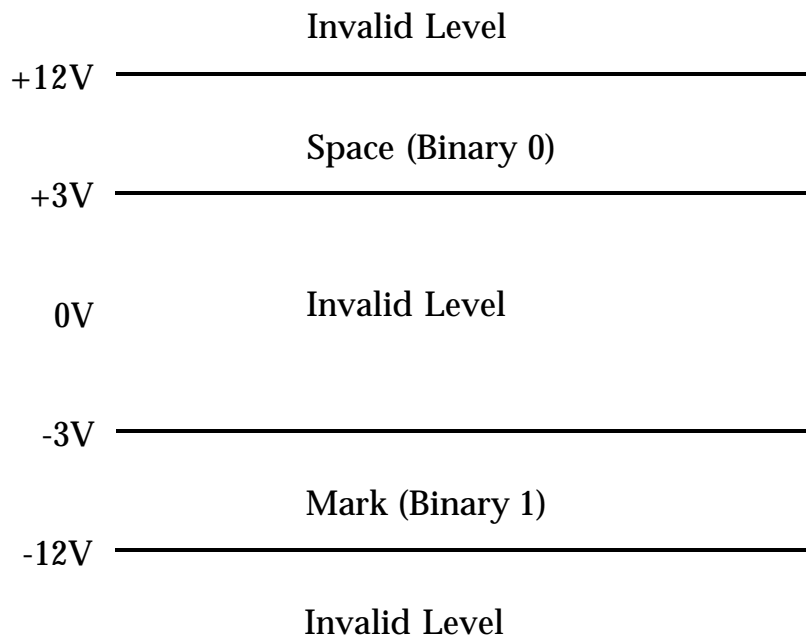 Invalid Level
+12V
Space (Binary 0)
+3V
Invalid Level
0V
-3V
Mark (Binary 1)
-12V
Invalid Level